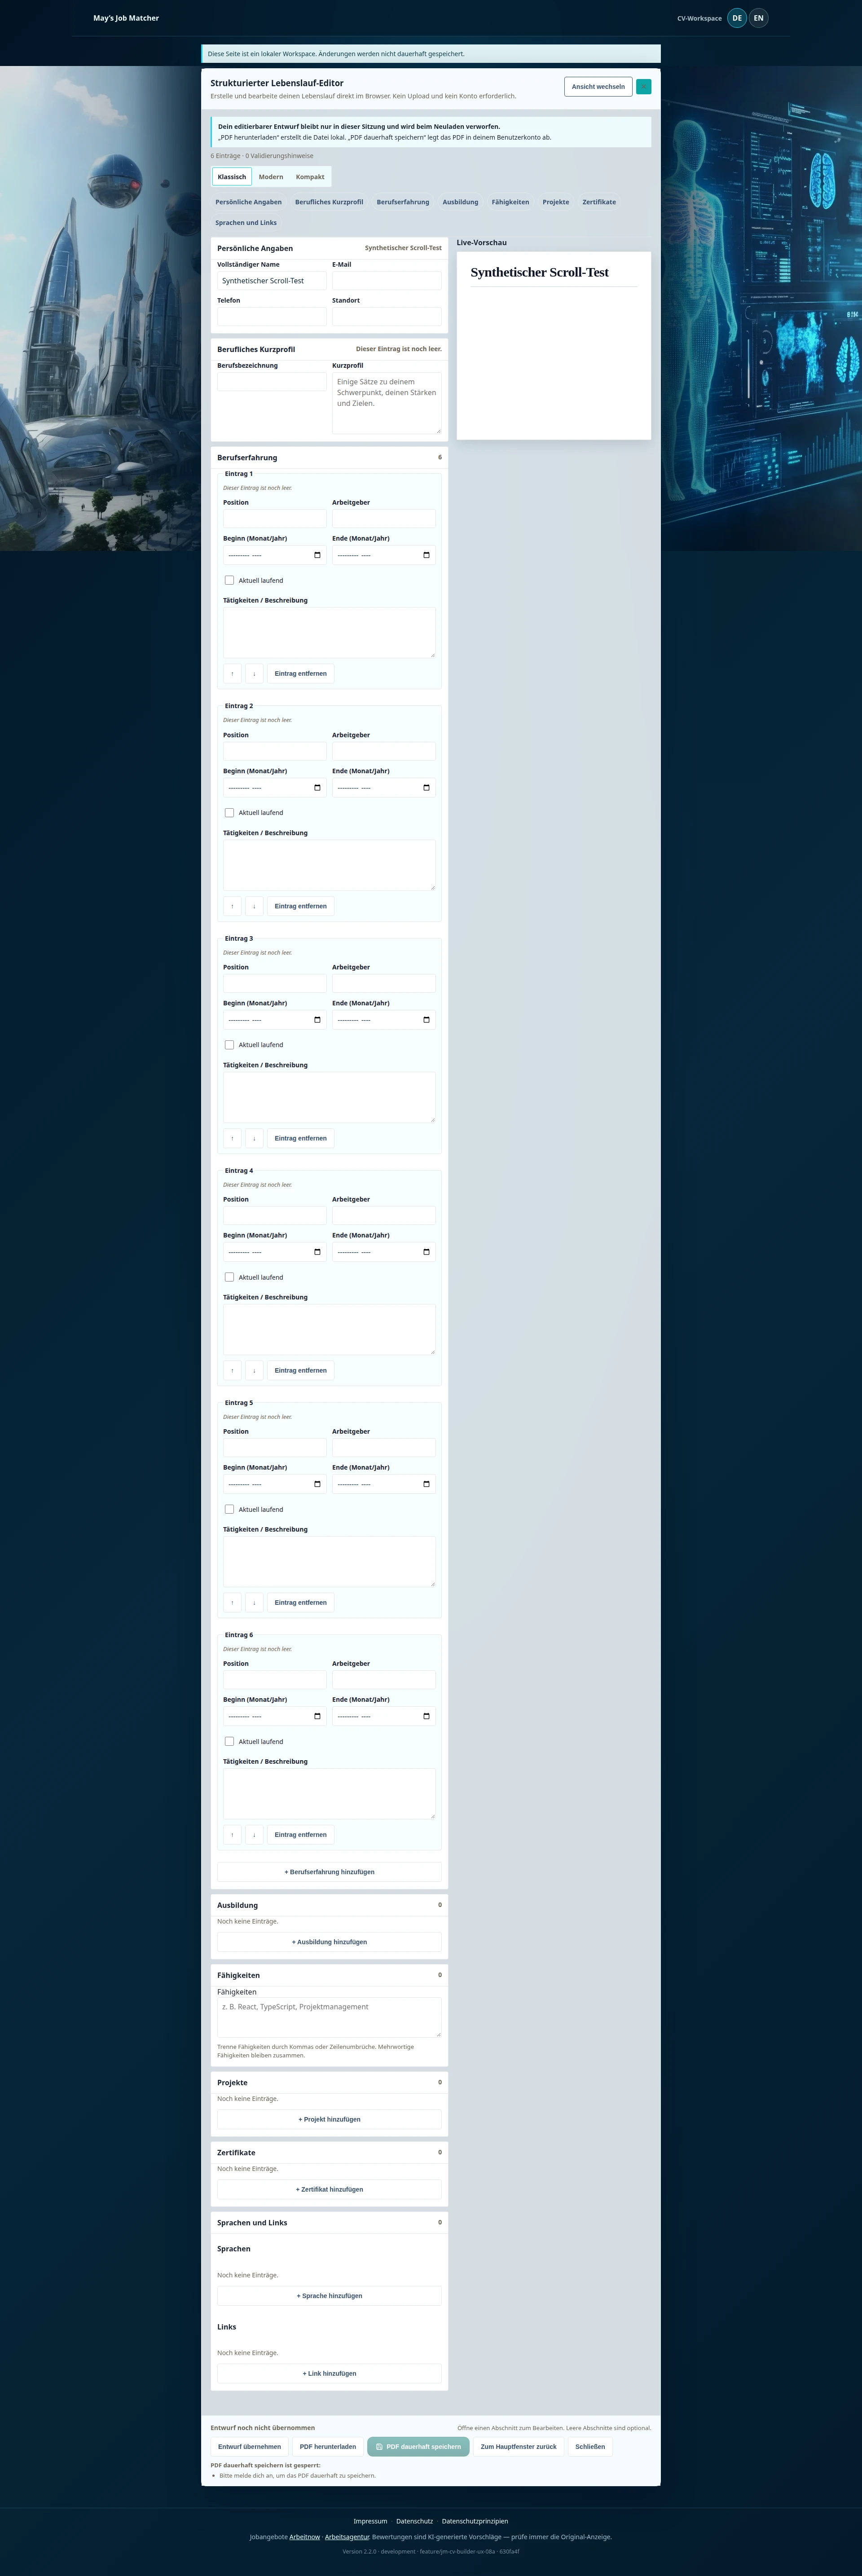 May's Job Matcher
CV-Workspace DE EN
Diese Seite ist ein lokaler Workspace. Änderungen werden nicht dauerhaft gespeichert.
Strukturierter Lebenslauf-Editor
Erstelle und bearbeite deinen Lebenslauf direkt im Browser. Kein Upload und kein Konto erforderlich.
Ansicht wechseln
Dein editierbarer Entwurf bleibt nur in dieser Sitzung und wird beim Neuladen verworfen.
„PDF herunterladen“ erstellt die Datei lokal. „PDF dauerhaft speichern“ legt das PDF in deinem Benutzerkonto ab.
6 Einträge · 0 Validierungshinweise
Klassisch Modern Kompakt
Persönliche Angaben Berufliches Kurzprofil Berufserfahrung Ausbildung Fähigkeiten Projekte Zertifikate
Sprachen und Links
Persönliche Angaben Synthetischer Scroll-Test
Vollständiger Name E-Mail
Synthetischer Scroll-Test
Telefon Standort
Live-Vorschau
Synthetischer Scroll-Test
Berufliches Kurzprofil Dieser Eintrag ist noch leer.
Berufsbezeichnung Kurzprofil
Einige Sätze zu deinem
Schwerpunkt, deinen Stärken
und Zielen.
Berufserfahrung 6
Eintrag 1
Dieser Eintrag ist noch leer.
Position Arbeitgeber
Beginn (Monat/Jahr) Ende (Monat/Jahr)
--------- ---- --------- ----
Aktuell laufend
Tätigkeiten / Beschreibung
↑ ↓ Eintrag entfernen
Eintrag 2
Dieser Eintrag ist noch leer.
Position Arbeitgeber
Beginn (Monat/Jahr) Ende (Monat/Jahr)
--------- ---- --------- ----
Aktuell laufend
Tätigkeiten / Beschreibung
↑ ↓ Eintrag entfernen
Eintrag 3
Dieser Eintrag ist noch leer.
Position Arbeitgeber
Beginn (Monat/Jahr) Ende (Monat/Jahr)
--------- ---- --------- ----
Aktuell laufend
Tätigkeiten / Beschreibung
↑ ↓ Eintrag entfernen
Eintrag 4
Dieser Eintrag ist noch leer.
Position Arbeitgeber
Beginn (Monat/Jahr) Ende (Monat/Jahr)
--------- ---- --------- ----
Aktuell laufend
Tätigkeiten / Beschreibung
↑ ↓ Eintrag entfernen
Eintrag 5
Dieser Eintrag ist noch leer.
Position Arbeitgeber
Beginn (Monat/Jahr) Ende (Monat/Jahr)
--------- ---- --------- ----
Aktuell laufend
Tätigkeiten / Beschreibung
↑ ↓ Eintrag entfernen
Eintrag 6
Dieser Eintrag ist noch leer.
Position Arbeitgeber
Beginn (Monat/Jahr) Ende (Monat/Jahr)
--------- ---- --------- ----
Aktuell laufend
Tätigkeiten / Beschreibung
↑ ↓ Eintrag entfernen
+ Berufserfahrung hinzufügen
Ausbildung 0
Noch keine Einträge.
+ Ausbildung hinzufügen
Fähigkeiten 0
Fähigkeiten
z. B. React, TypeScript, Projektmanagement
Trenne Fähigkeiten durch Kommas oder Zeilenumbrüche. Mehrwortige
Fähigkeiten bleiben zusammen.
Projekte 0
Noch keine Einträge.
+ Projekt hinzufügen
Zertifikate 0
Noch keine Einträge.
+ Zertifikat hinzufügen
Sprachen und Links 0
Sprachen
Noch keine Einträge.
+ Sprache hinzufügen
Links
Noch keine Einträge.
+ Link hinzufügen
Entwurf noch nicht übernommen Öffne einen Abschnitt zum Bearbeiten. Leere Abschnitte sind optional.
Entwurf übernehmen PDF herunterladen PDF dauerhaft speichern Zum Hauptfenster zurück Schließen
PDF dauerhaft speichern ist gesperrt:
• Bitte melde dich an, um das PDF dauerhaft zu speichern.
Impressum · Datenschutz · Datenschutzprinzipien
Jobangebote Arbeitnow · Arbeitsagentur. Bewertungen sind KI-generierte Vorschläge — prüfe immer die Original-Anzeige.
Version 2.2.0 · development · feature/jm-cv-builder-ux-08a · 630fa4f